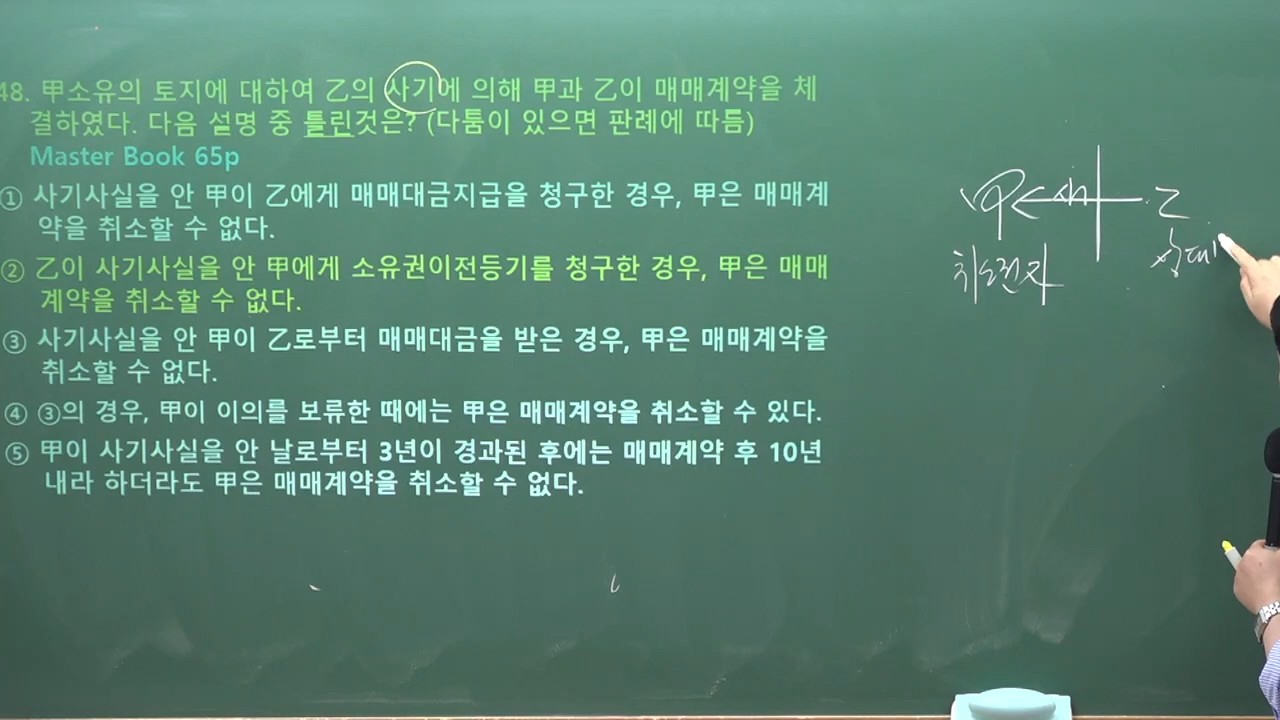 48. 甲소유의 토지에 대하여 乙의 사기에 의해 甲과 乙이 매매계약을 체
결하였다. 다음 설명 중 틀린것은? (다툼이 있으면 판례에 따듬)
Master Book 65p
① 사기사실을 안 甲이 乙에게 매매대금지급을 청구한 경우, 甲은 매매계
약을 취소할 수 없다.
② 乙이 사기사실을 안 甲에게 소유권이전등기를 청구한 경우, 甲은 매매
계약을 취소할 수 없다.
③ 사기사실을 안 甲이 乙로부터 매매대금을 받은 경우, 甲은 매매계약을
취소할 수 없다.
④ ③의 경우, 甲이 이의를 보류한 때에는 甲은 매매계약을 취소할 수 있다.
⑤ 甲이 사기사실을 안 날로부터 3년이 경과된 후에는 매매계약 후 10년
내라 하더라도 甲은 매매계약을 취소할 수 없다.
甲 사기 乙
취소권자 상대